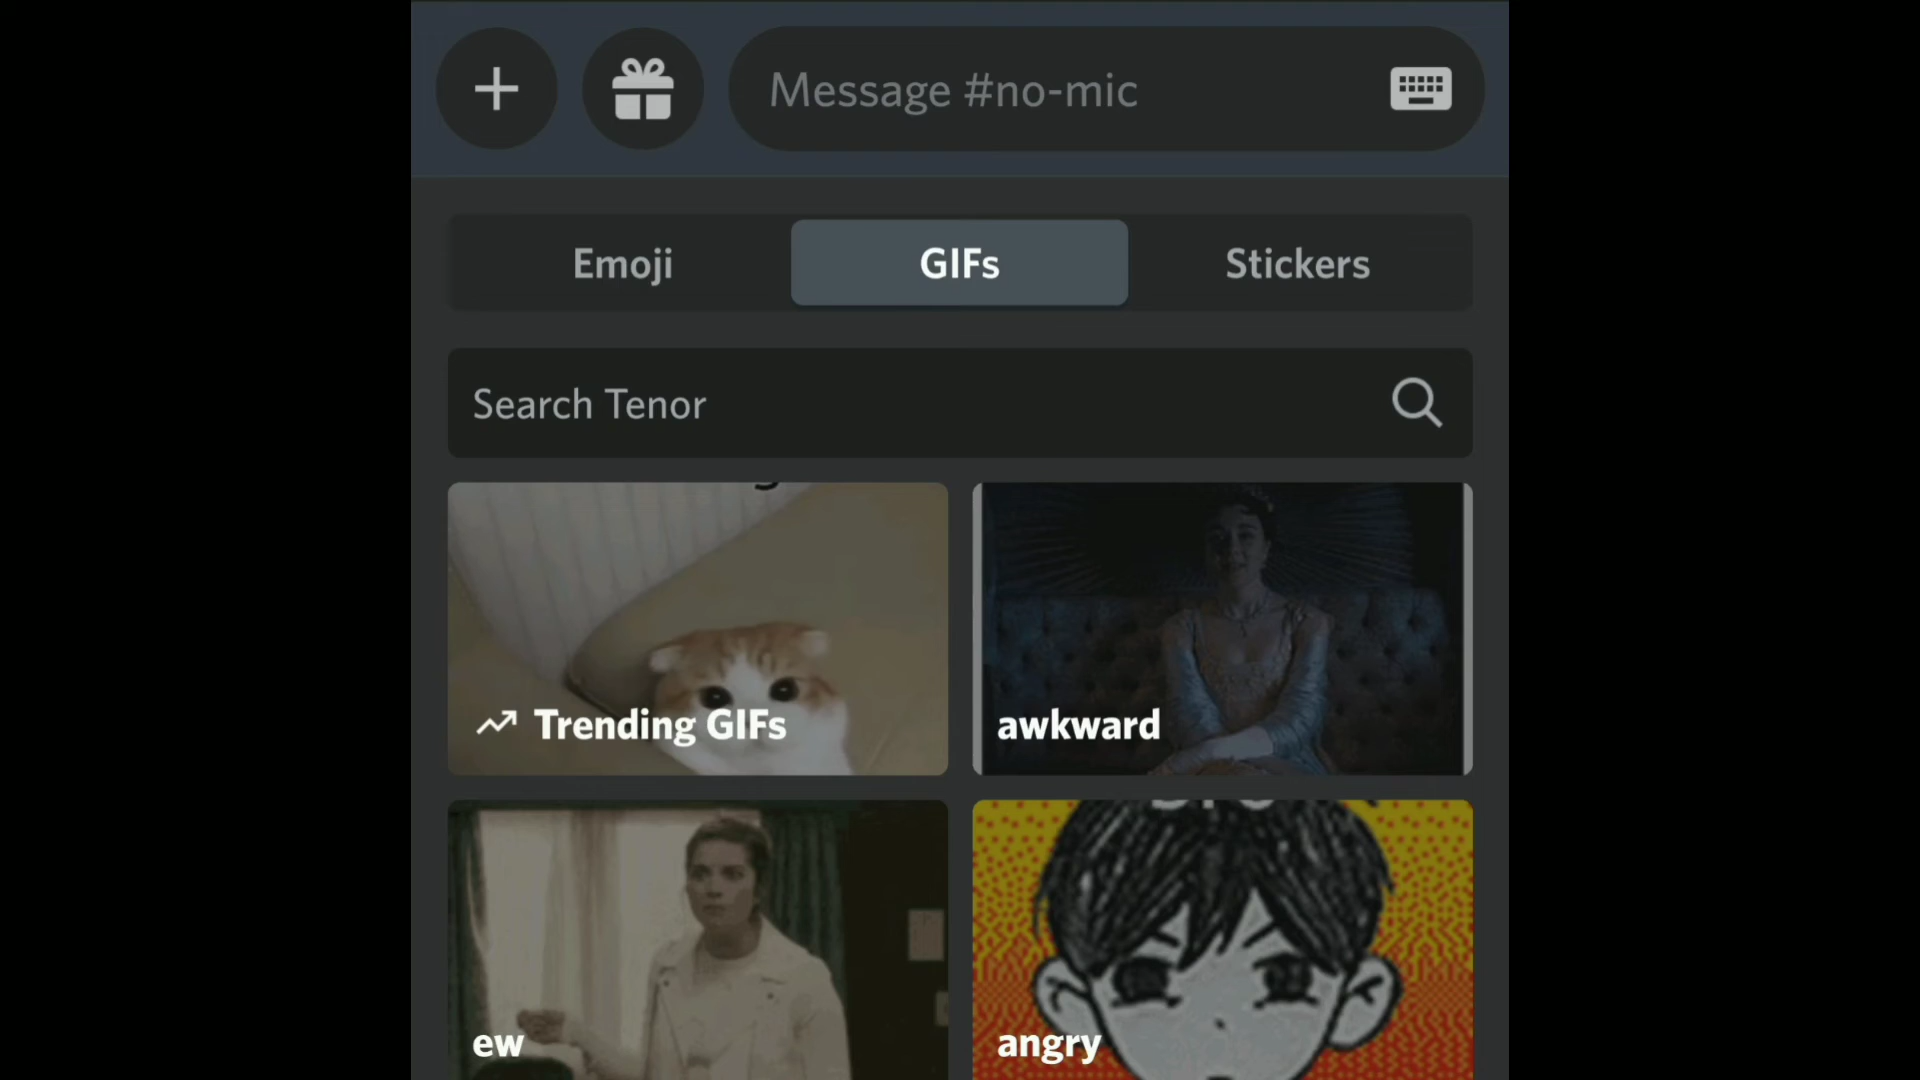 Message #no-mic
Emoji
GIFs
Stickers
Search Tenor
Trending GIFs
awkward
ew
angry